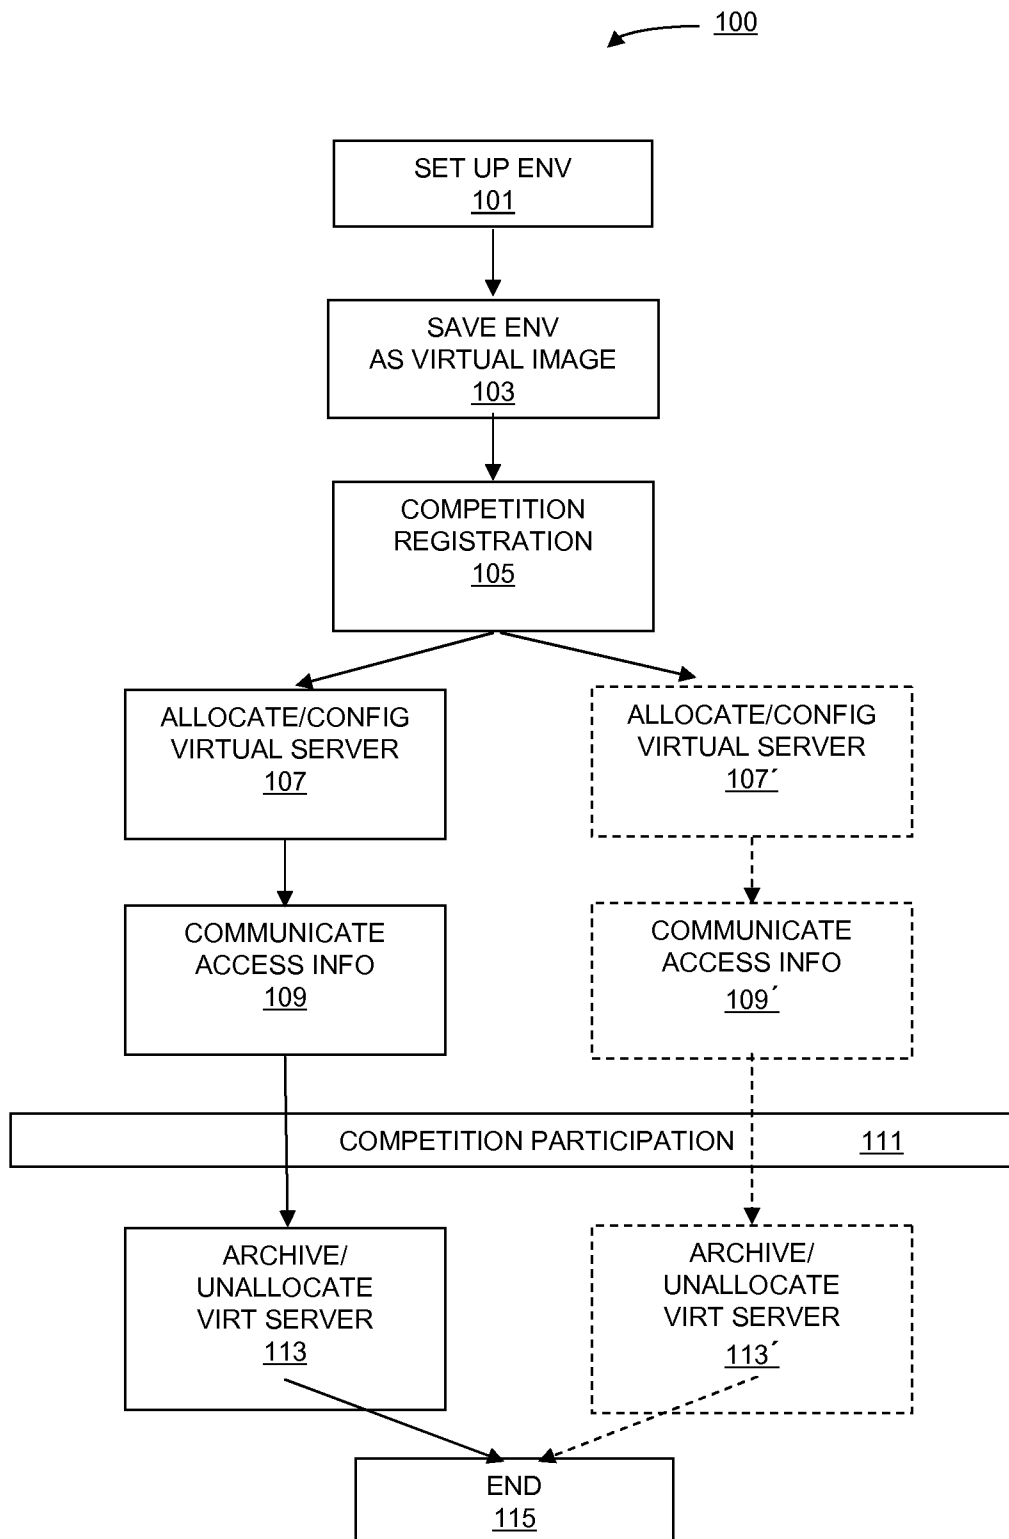 100
SET UP ENV
101
SAVE ENV
AS VIRTUAL IMAGE
103
COMPETITION
REGISTRATION
105
ALLOCATE/CONFIG
VIRTUAL SERVER
107
ALLOCATE/CONFIG
VIRTUAL SERVER
107´
COMMUNICATE
ACCESS INFO
109
COMMUNICATE
ACCESS INFO
109´
COMPETITION PARTICIPATION 111
ARCHIVE/
UNALLOCATE
VIRT SERVER
113
ARCHIVE/
UNALLOCATE
VIRT SERVER
113´
END
115